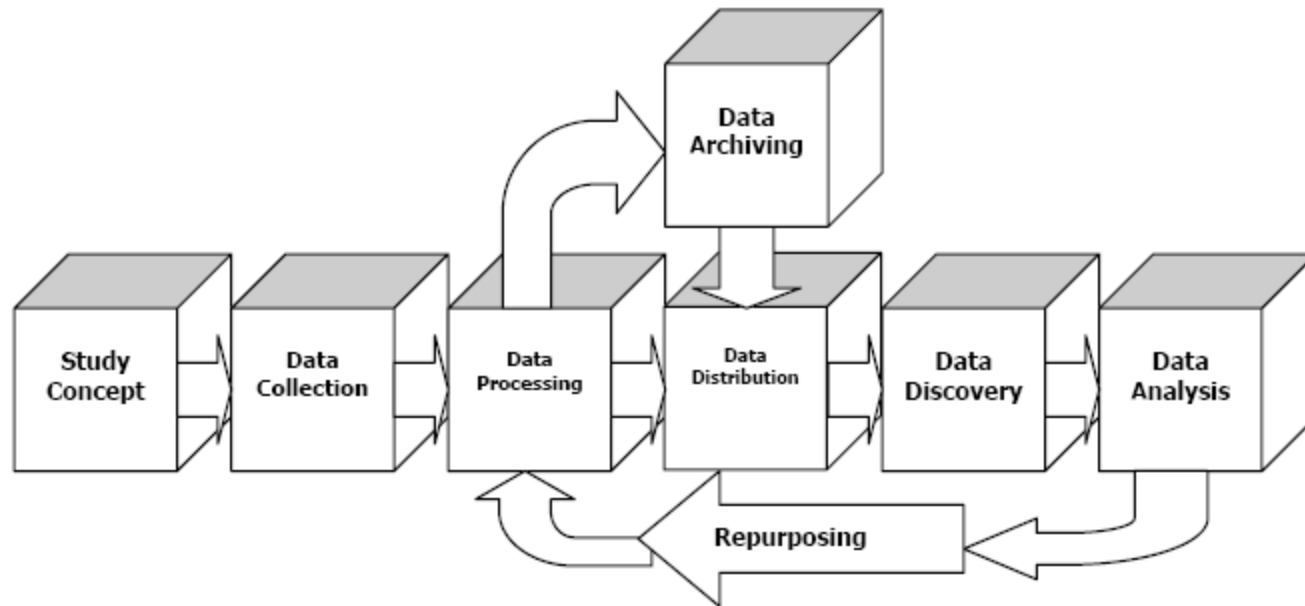 Data
Archiving
Study
Concept
Data
Collection
Data
Processing
Data
Distribution
Data
Discovery
Data
Analysis
Repurposing